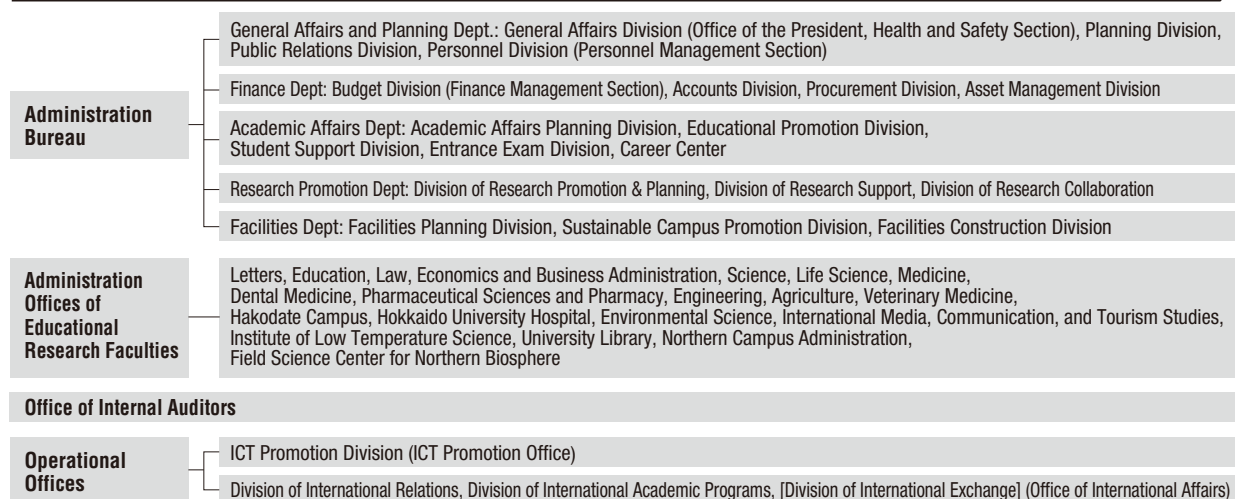 General Affairs and Planning Dept.: General Affairs Division (Office of the President, Health and Safety Section), Planning Division,
Public Relations Division, Personnel Division (Personnel Management Section)
Finance Dept: Budget Division (Finance Management Section), Accounts Division, Procurement Division, Asset Management Division
Administration
Bureau
Academic Affairs Dept: Academic Affairs Planning Division, Educational Promotion Division,
Student Support Division, Entrance Exam Division, Career Center
Research Promotion Dept: Division of Research Promotion & Planning, Division of Research Support, Division of Research Collaboration
Facilities Dept: Facilities Planning Division, Sustainable Campus Promotion Division, Facilities Construction Division
Administration
Offices of
Educational
Research Faculties
Letters, Education, Law, Economics and Business Administration, Science, Life Science, Medicine,
Dental Medicine, Pharmaceutical Sciences and Pharmacy, Engineering, Agriculture, Veterinary Medicine,
Hakodate Campus, Hokkaido University Hospital, Environmental Science, International Media, Communication, and Tourism Studies,
Institute of Low Temperature Science, University Library, Northern Campus Administration,
Field Science Center for Northern Biosphere
Office of Internal Auditors
Operational
Offices
ICT Promotion Division (ICT Promotion Office)
Division of International Relations, Division of International Academic Programs, [Division of International Exchange] (Office of International Affairs)